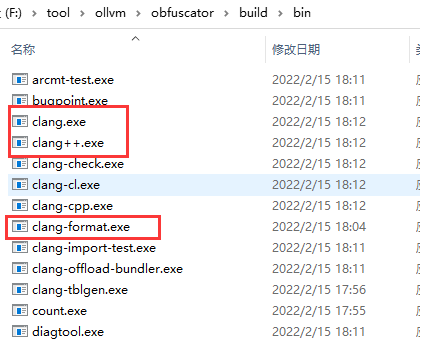 (F:) > tool > ollvm > obfuscator > build > bin
名称 修改日期
arcmt-test.exe 2022/2/15 18:11
bugpoint.exe 2022/2/15 18:11
clang.exe 2022/2/15 18:12
clang++.exe 2022/2/15 18:12
clang-check.exe 2022/2/15 18:12
clang-cl.exe 2022/2/15 18:12
clang-cpp.exe 2022/2/15 18:12
clang-format.exe 2022/2/15 18:04
clang-import-test.exe 2022/2/15 18:11
clang-offload-bundler.exe 2022/2/15 18:11
clang-tblgen.exe 2022/2/15 17:56
count.exe 2022/2/15 17:55
diagtool.exe 2022/2/15 18:11